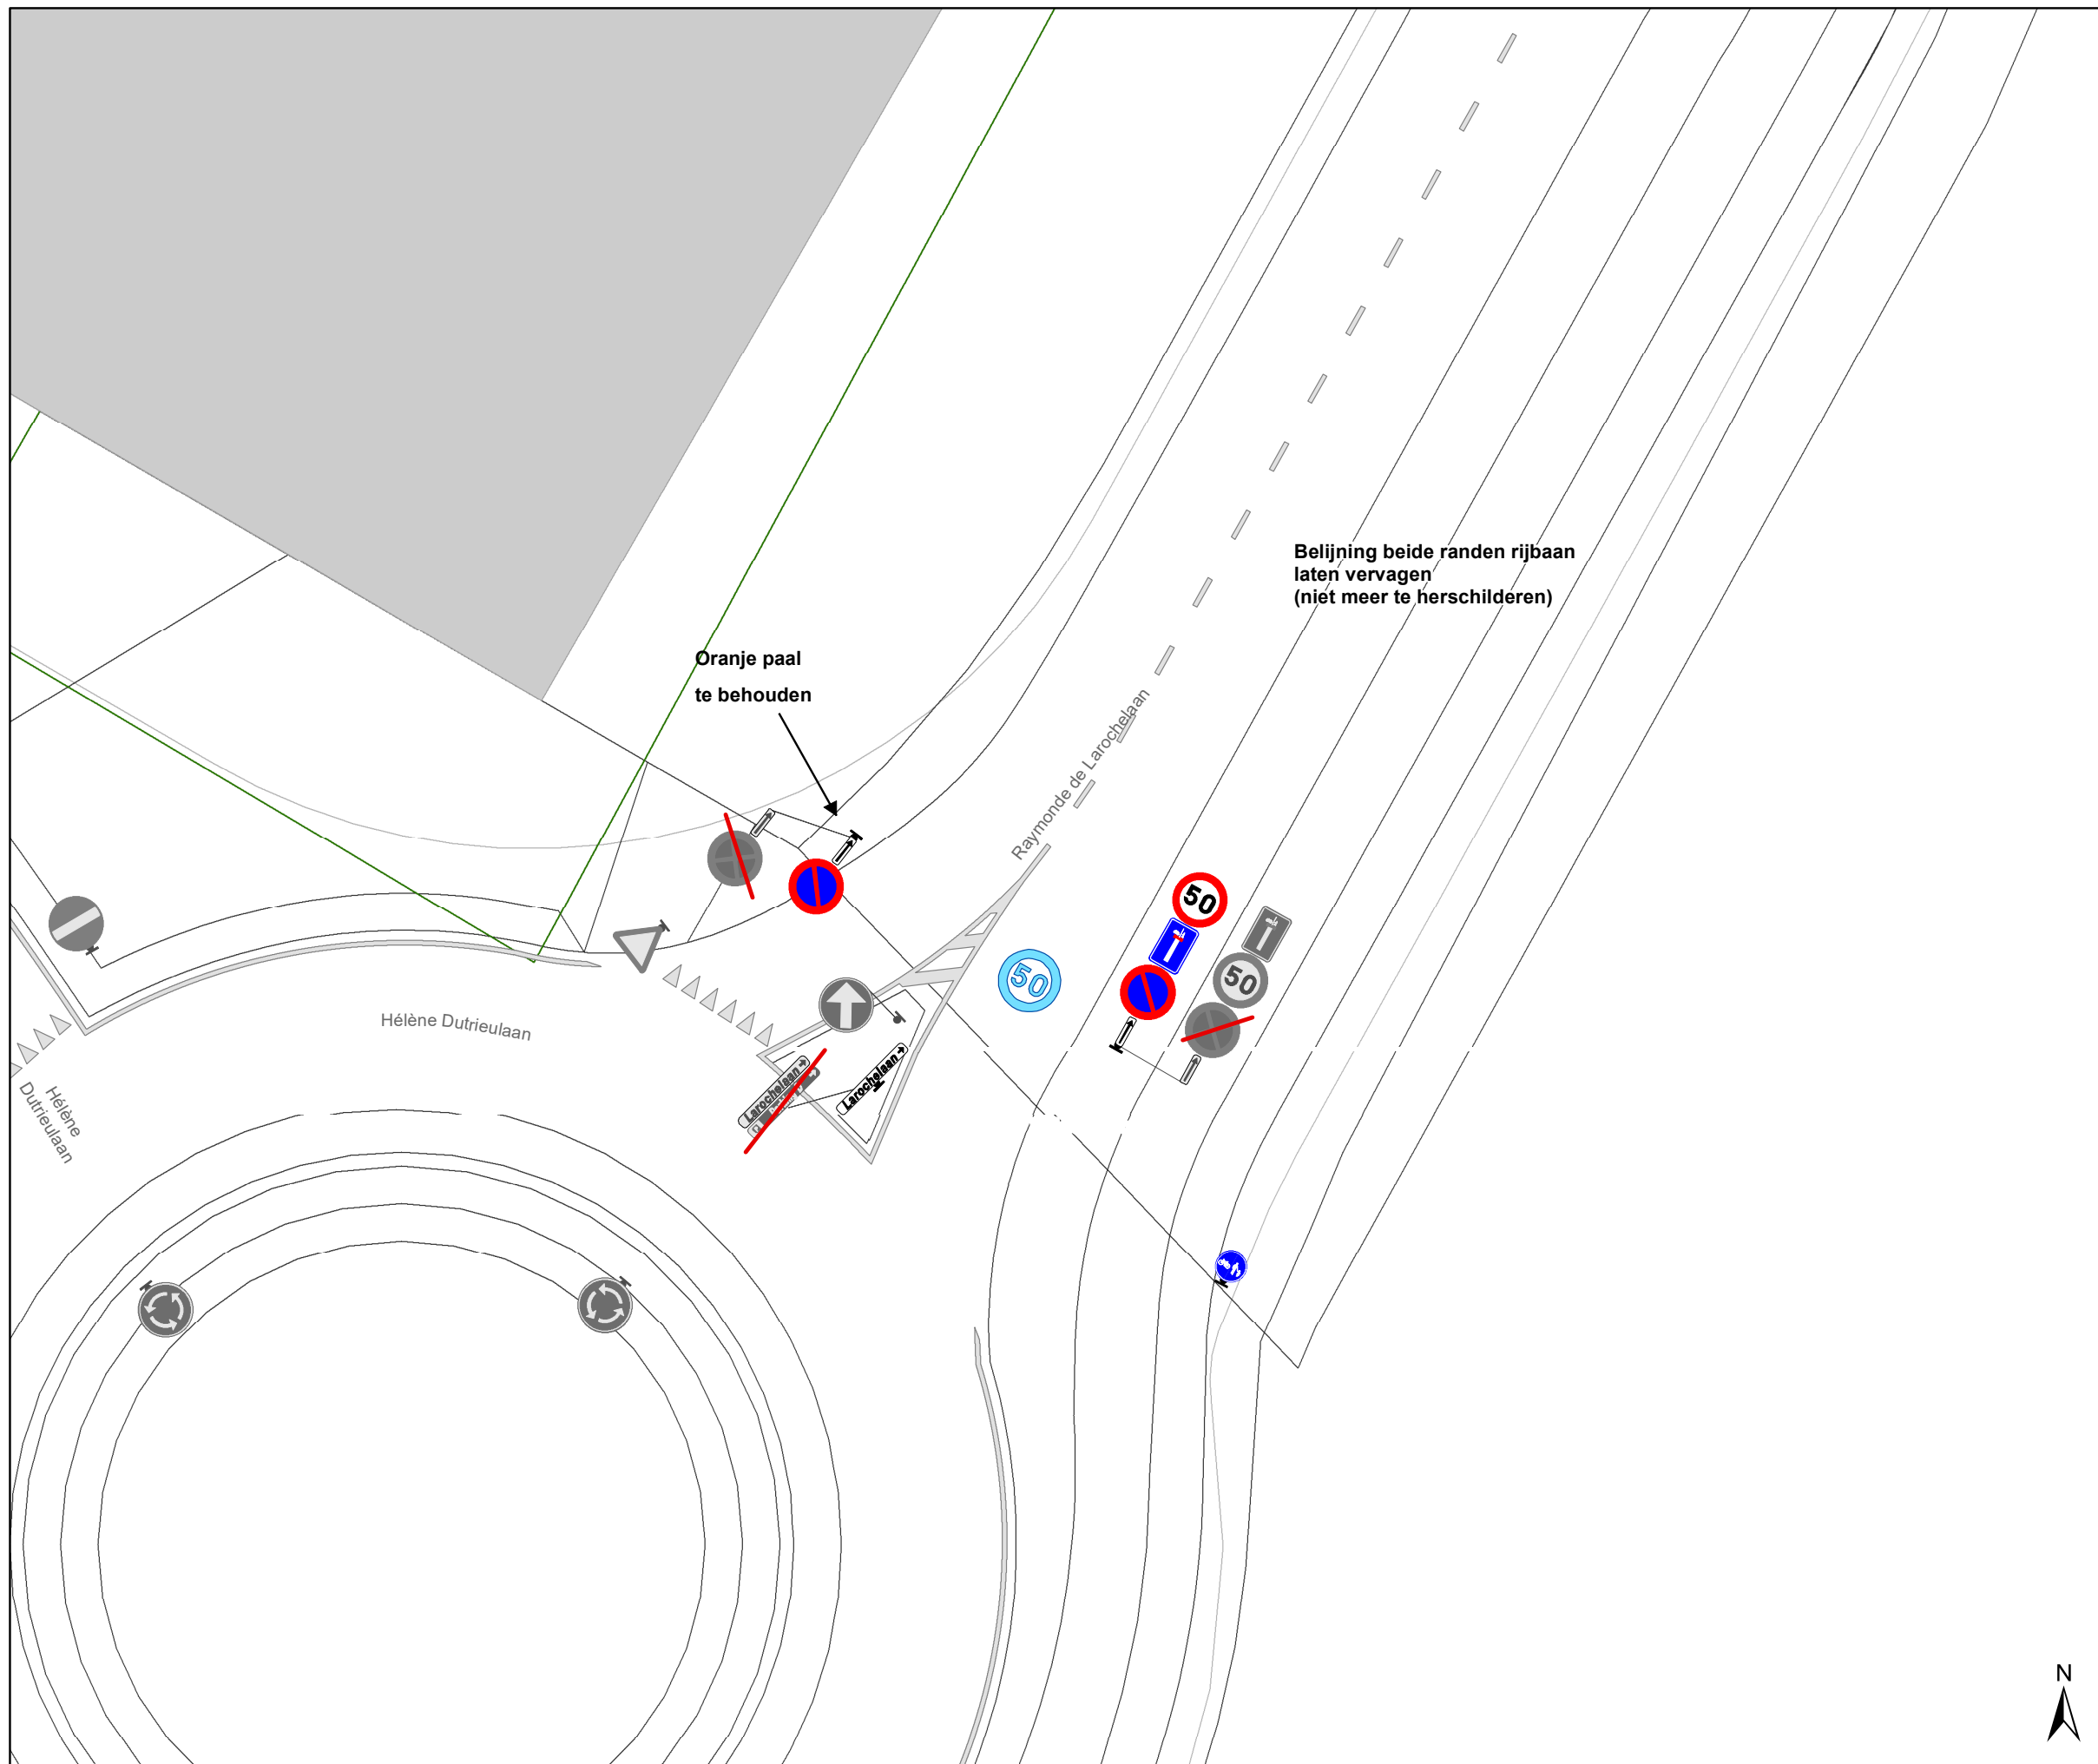 Belijning beide randen rijbaan
laten vervagen
(niet meer te herschilderen)
Oranje paal
te behouden
Raymonde de Larochelaan
50
50
50
Hélène Dutrieulaan
Larochelaan
Larochelaan
Hélène
Dutrieulaan
N